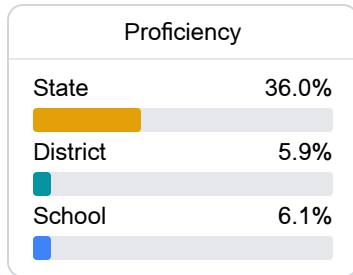 Proficiency
State 36.0%
District 5.9%
School 6.1%